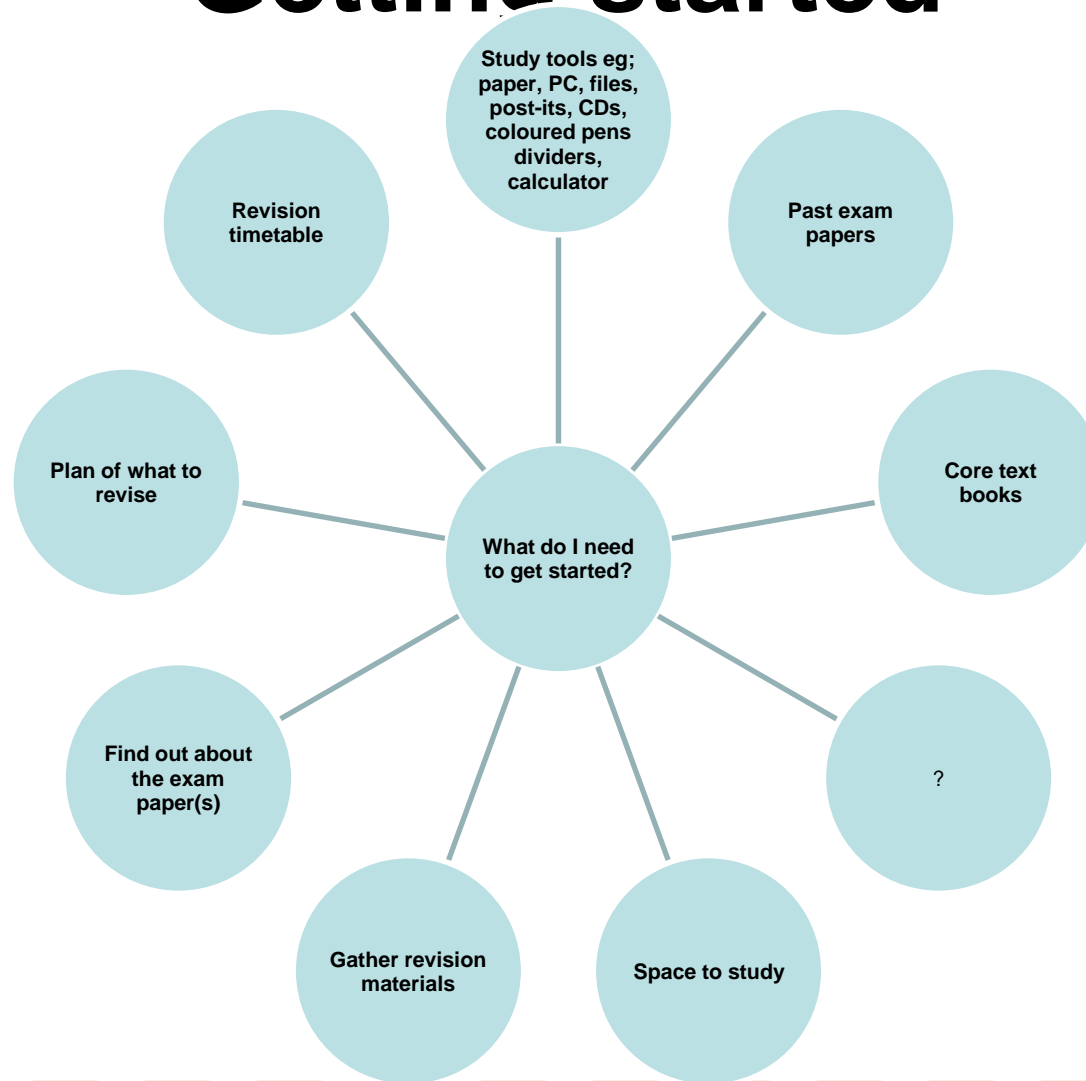 Getting started
Study tools eg;
paper, PC, files,
post-its, CDs,
coloured pens
dividers,
calculator
Past exam
papers
Core text
books
?
Space to study
Gather revision
materials
Find out about
the exam
paper(s)
Plan of what to
revise
Revision
timetable
What do I need
to get started?